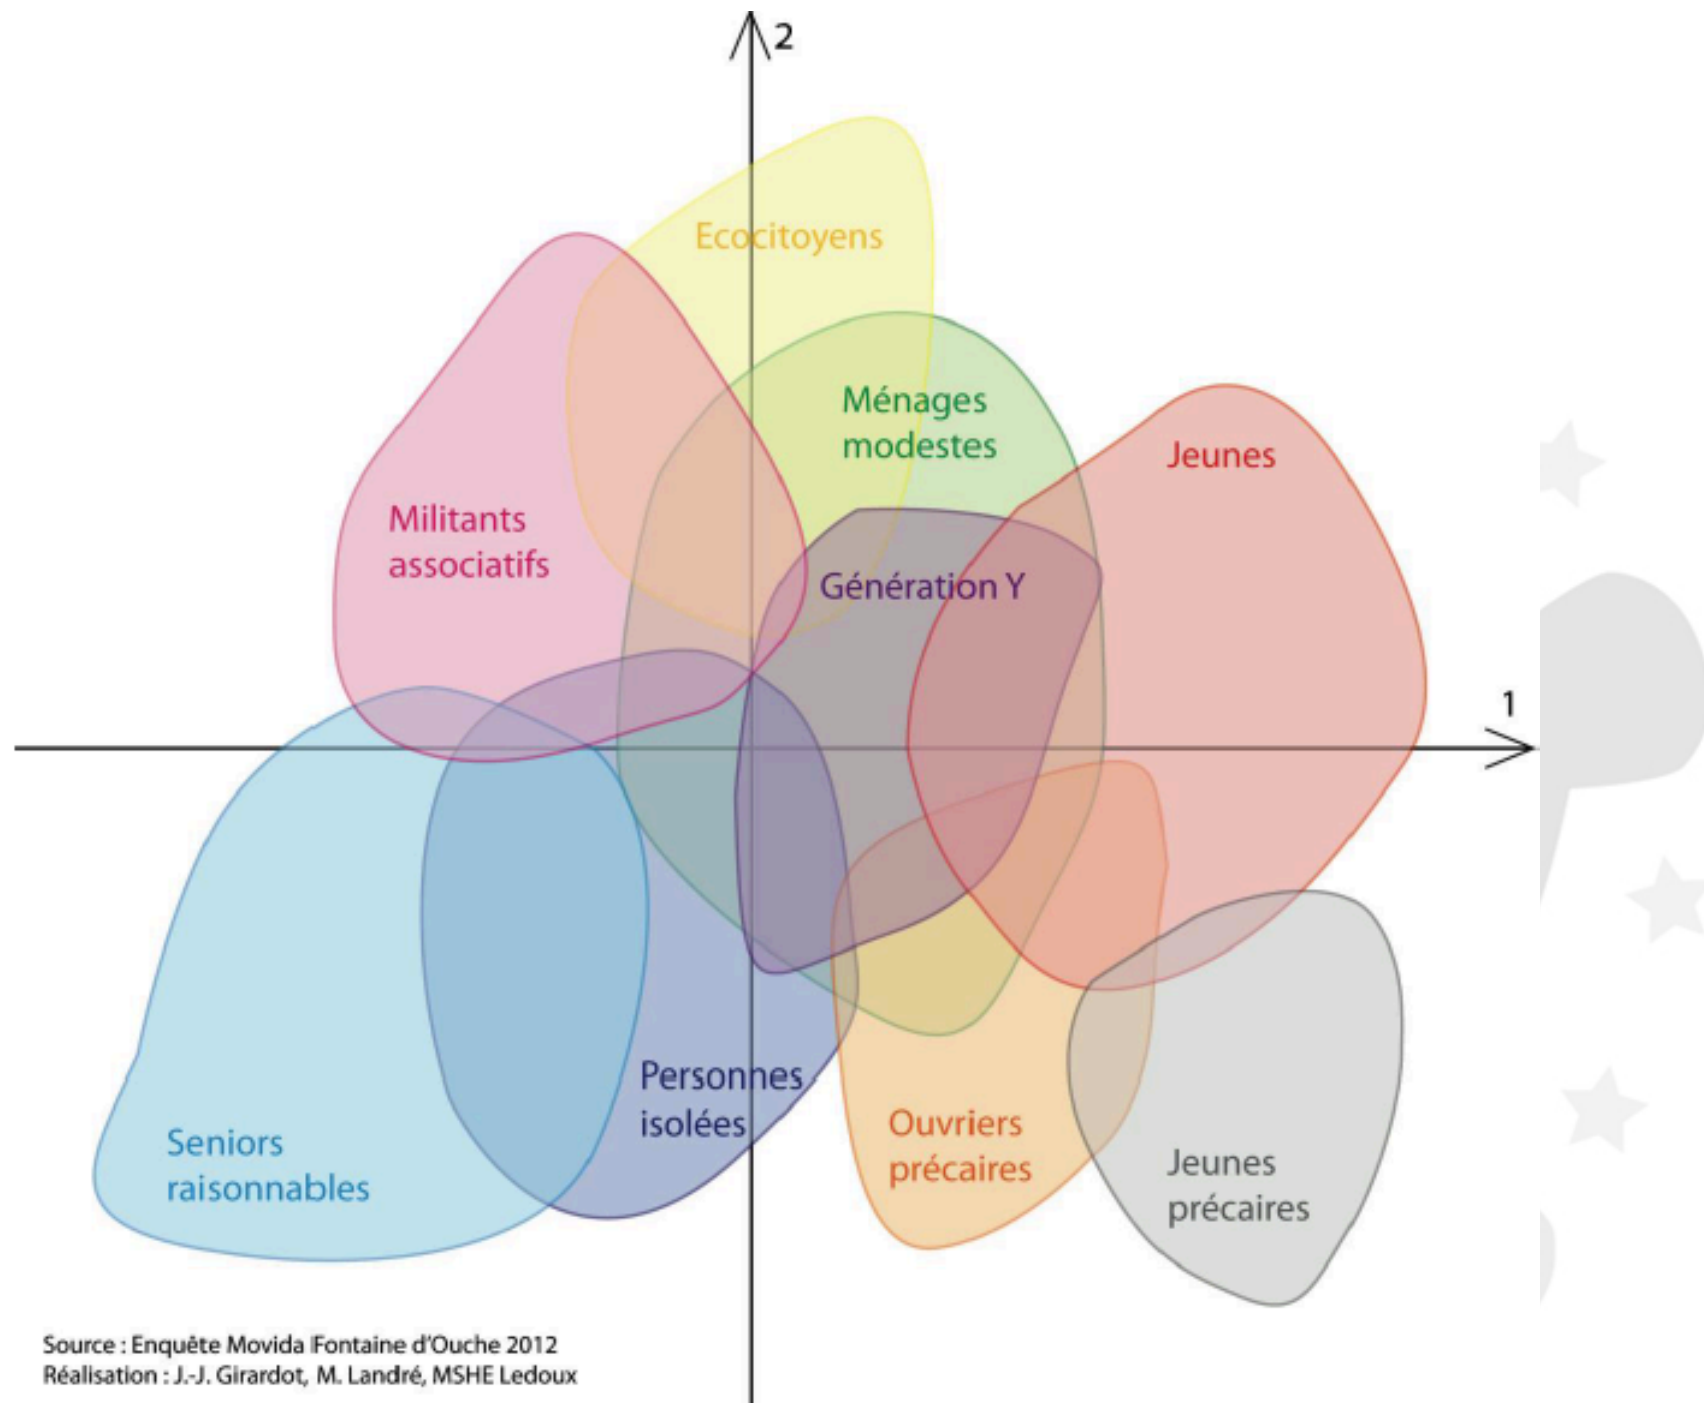 2
Ecocitoyens
Ménages
modestes
Jeunes
Militants
associatifs
Génération Y
1
Personnes
isolées
Seniors
raisonnables
Ouvriers
précaires
Jeunes
précaires
Source : Enquête Movida Fontaine d'Ouche 2012
Réalisation : J.-J. Girardot, M. Landré, MSHE Ledoux